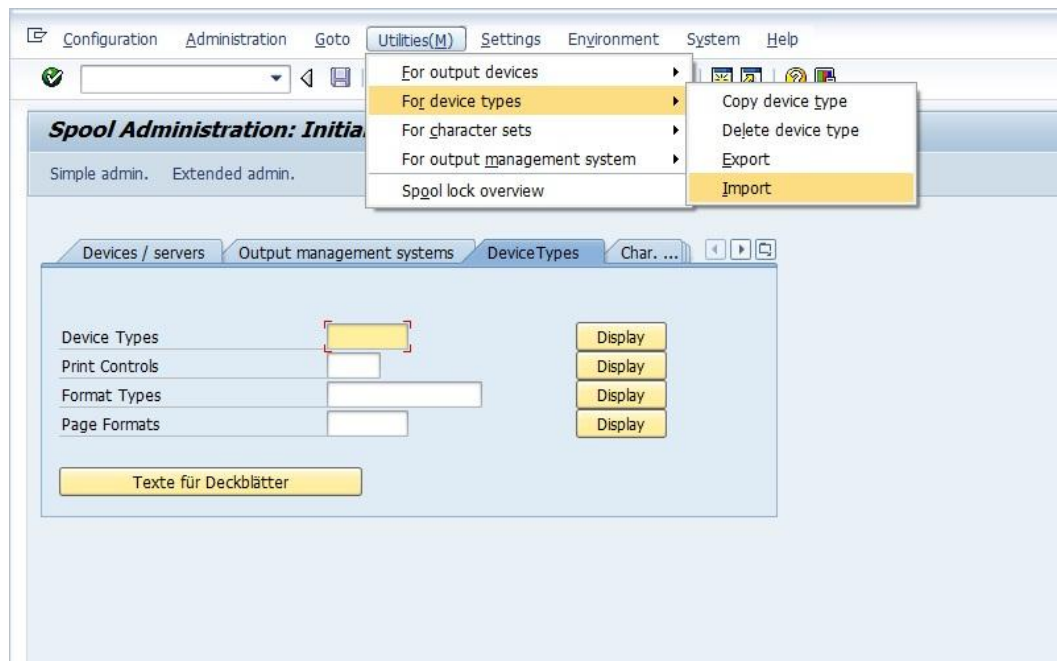 Configuration Administration Goto Utilities(M) Settings Environment System Help
For output devices
For device types
Copy device type
Spool Administration: Initia
For character sets
Delete device type
For output management system
Export
Simple admin. Extended admin.
Spool lock overview
Import
Devices / servers Output management systems DeviceTypes Char. ...
Device Types Display
Print Controls Display
Format Types Display
Page Formats Display
Texte für Deckblätter